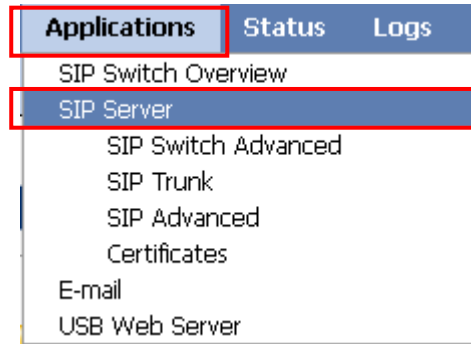 Applications Status Logs
SIP Switch Overview
SIP Server
SIP Switch Advanced
SIP Trunk
SIP Advanced
Certificates
E-mail
USB Web Server